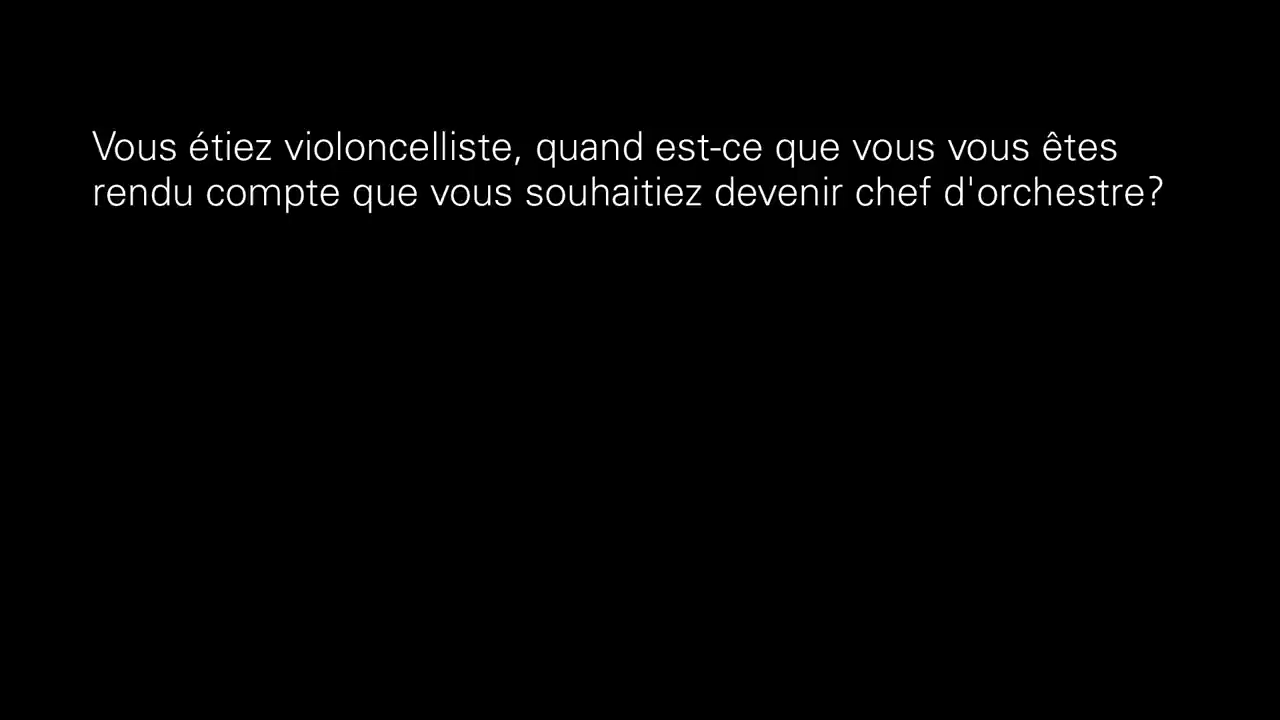 Vous étiez violoncelliste, quand est-ce que vous vous êtes
rendu compte que vous souhaitiez devenir chef d'orchestre?